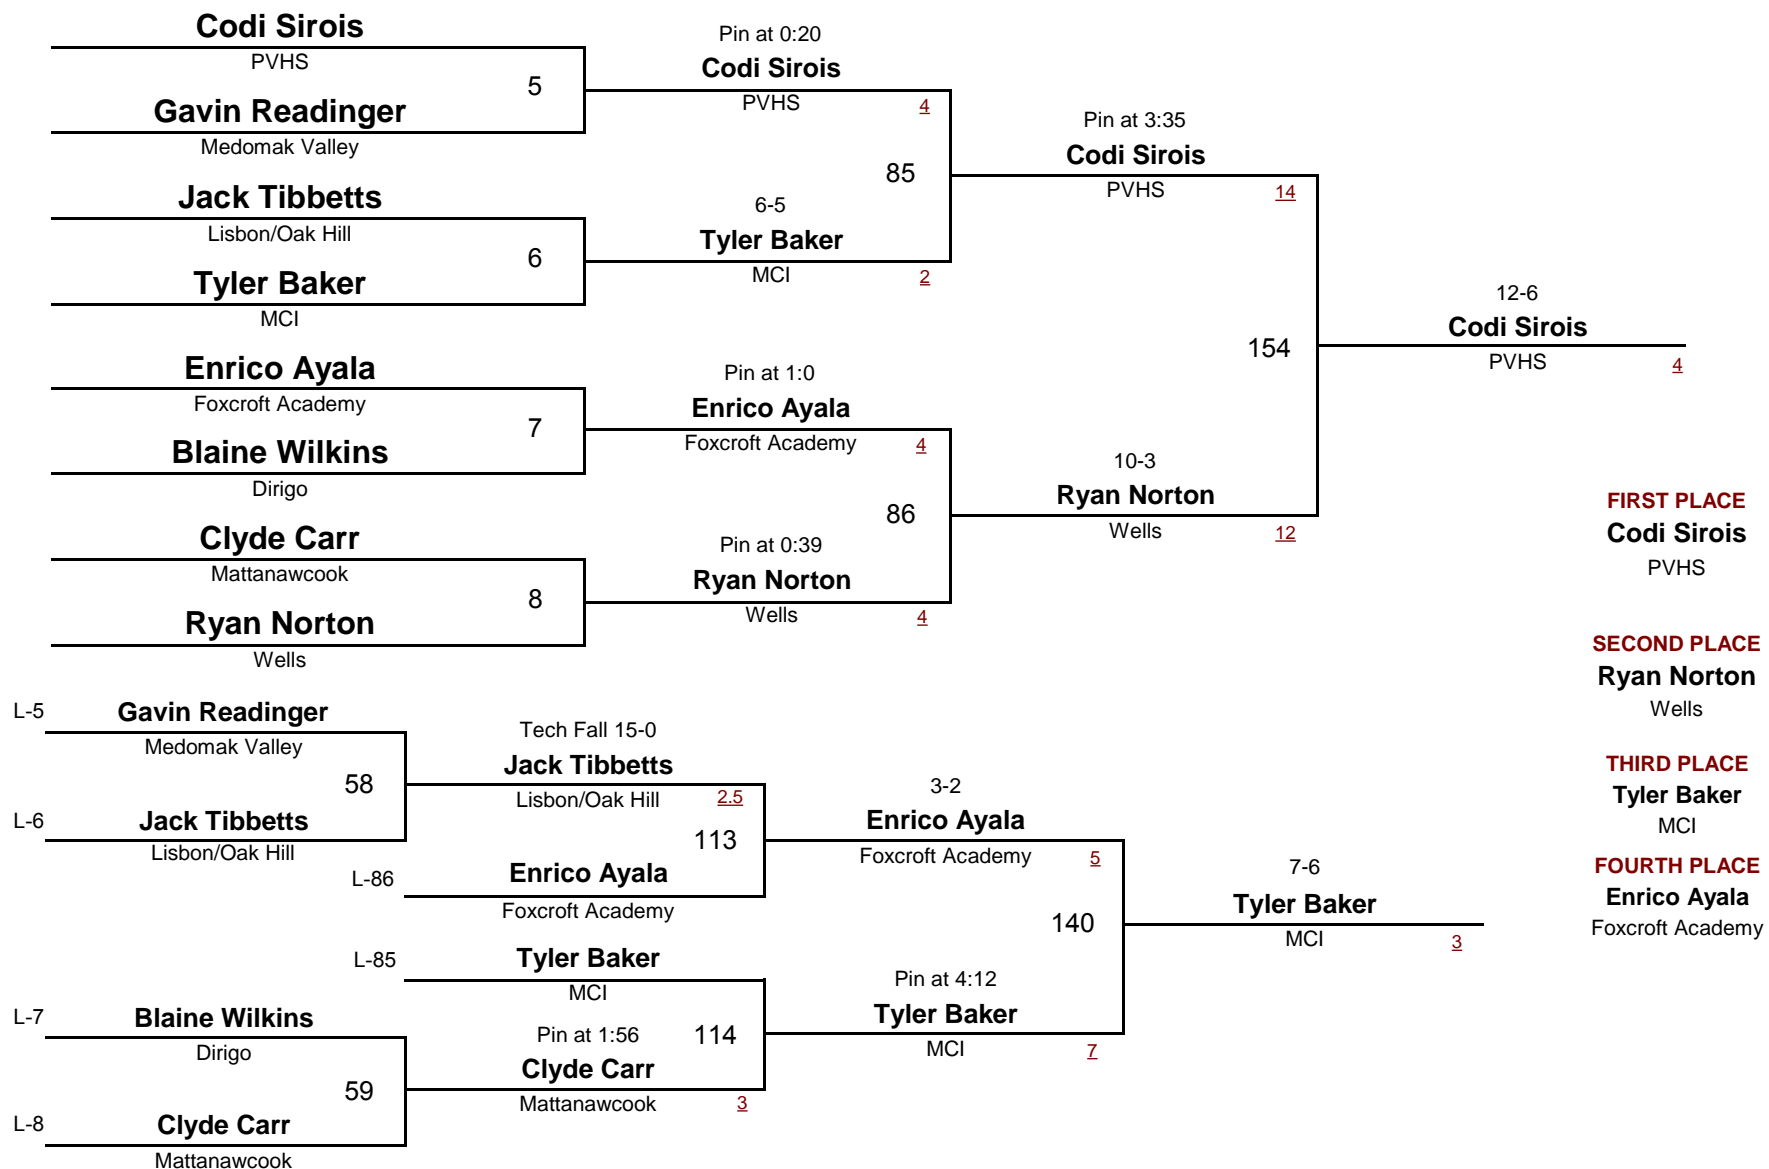 Codi Sirois
PVHS
5
Gavin Readinger
Medomak Valley
Jack Tibbetts
Lisbon/Oak Hill
6
Tyler Baker
MCI
Enrico Ayala
Foxcroft Academy
7
Blaine Wilkins
Dirigo
Clyde Carr
Mattanawcook
8
Ryan Norton
Wells
Pin at 0:20
Codi Sirois
PVHS
4
85
6-5
Tyler Baker
MCI
2
Pin at 1:0
Enrico Ayala
Foxcroft Academy
4
86
Pin at 0:39
Ryan Norton
Wells
4
Pin at 3:35
Codi Sirois
PVHS
14
154
10-3
Ryan Norton
Wells
12
12-6
Codi Sirois
PVHS
4
FIRST PLACE
Codi Sirois
PVHS
SECOND PLACE
Ryan Norton
Wells
THIRD PLACE
Tyler Baker
MCI
FOURTH PLACE
Enrico Ayala
Foxcroft Academy
L-5
Gavin Readinger
Medomak Valley
58
L-6
Jack Tibbetts
Lisbon/Oak Hill
L-7
Blaine Wilkins
Dirigo
59
L-8
Clyde Carr
Mattanawcook
Tech Fall 15-0
Jack Tibbetts
Lisbon/Oak Hill
2.5
113
L-86
Enrico Ayala
Foxcroft Academy
L-85
Tyler Baker
MCI
114
Pin at 1:56
Clyde Carr
Mattanawcook
3
3-2
Enrico Ayala
Foxcroft Academy
5
140
Pin at 4:12
Tyler Baker
MCI
7
7-6
Tyler Baker
MCI
3